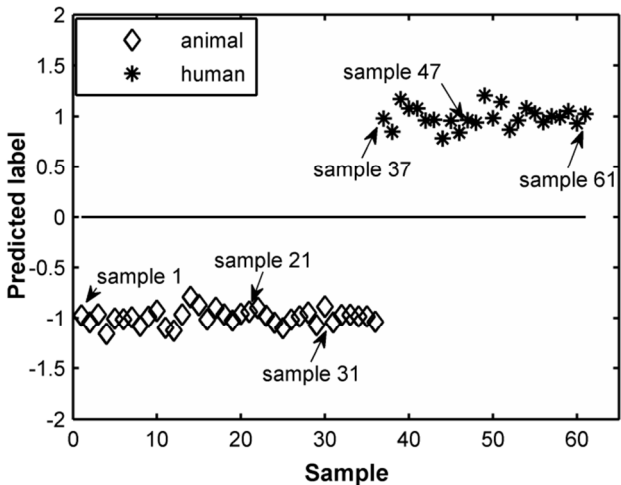 2
animal
1.5
human
sample 47
1
0.5
sample 37
sample 61
Predicted label
0
-0.5
sample 1
sample 21
-1
-1.5
sample 31
-2
0 10 20 30 40 50 60
Sample